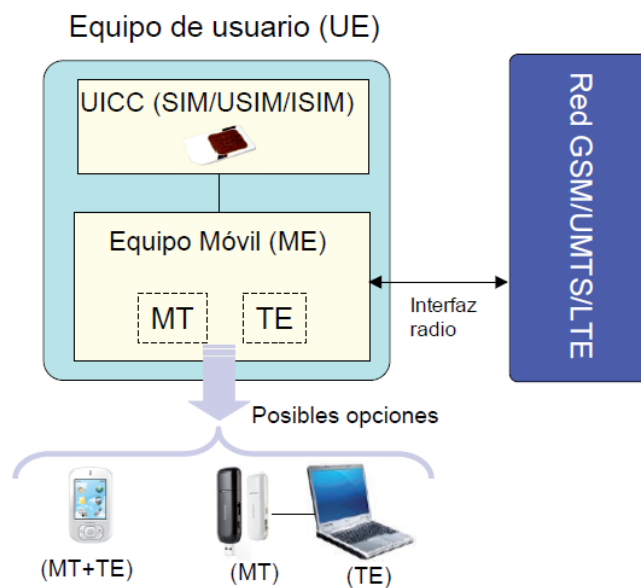 Equipo de usuario (UE)
UICC (SIM/USIM/ISIM)
Equipo Móvil (ME)
MT
TE
Interfaz
radio
Red GSM/UMTS/LTE
Posibles opciones
(MT+TE)
(MT)
(TE)